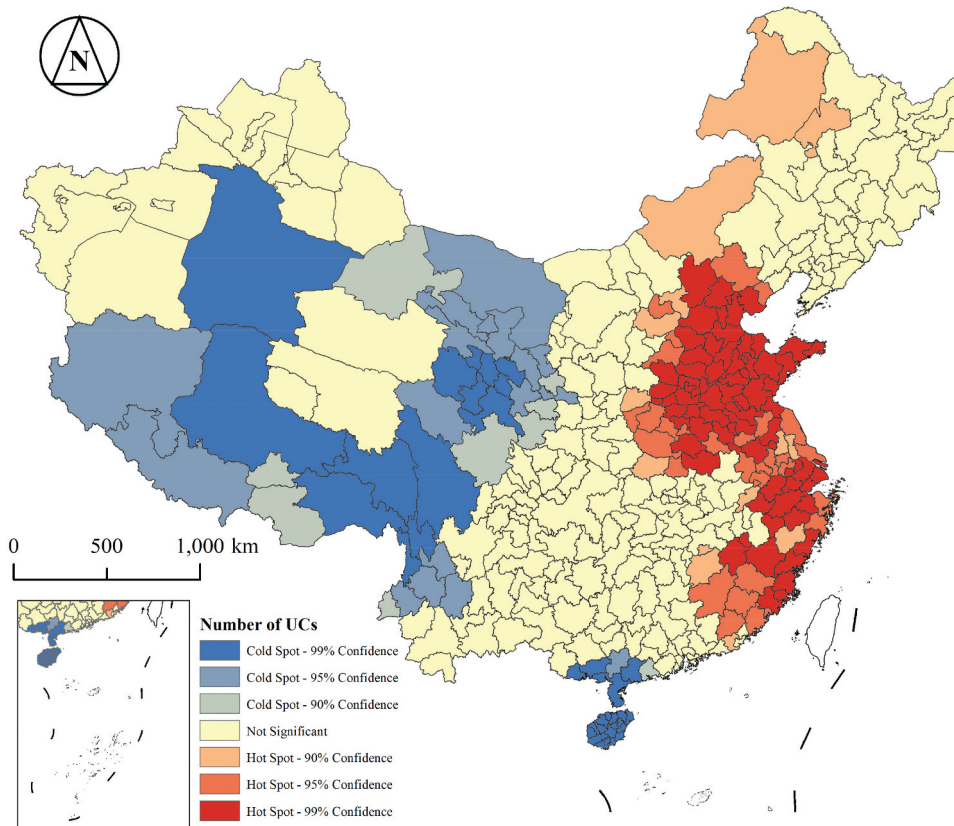 N
0 500 1,000 km
Number of UCs
Cold Spot - 99% Confidence
Cold Spot - 95% Confidence
Cold Spot - 90% Confidence
Not Significant
Hot Spot - 90% Confidence
Hot Spot - 95% Confidence
Hot Spot - 99% Confidence